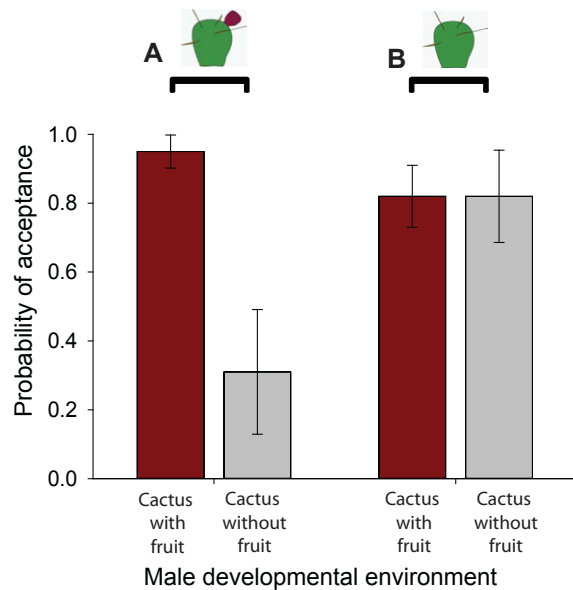 A
B
Probability of acceptance
1.0
0.8
0.6
0.4
0.2
0.0
Cactus
with
fruit
Cactus
without fruit
Cactus
with
fruit
Cactus
without fruit
Male developmental environment